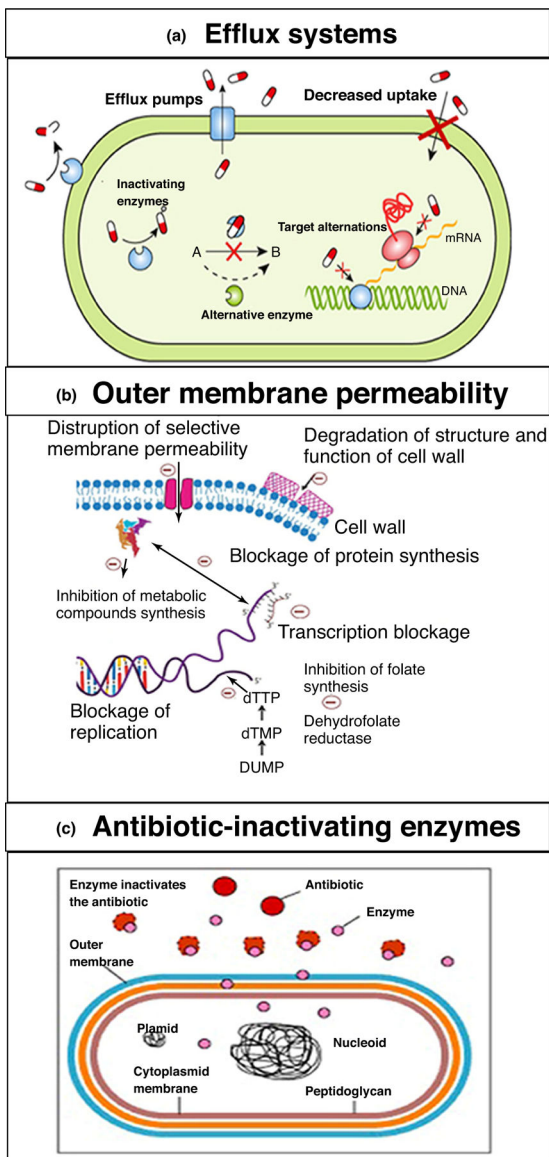 (a) Efflux systems
Efflux pumps
Decreased uptake
Inactivating
enzymes
Target alternations
mRNA
A
B
DNA
Alternative enzyme
(b) Outer membrane permeability
Distruption of selective
membrane permeability
Degradation of structure and
function of cell wall
Cell wall
Blockage of protein synthesis
Inhibition of metabolic
compounds synthesis
5'
5'
Transcription blockage
5'
Blockage of
replication
dTTP
dTMP
DUMP
Inhibition of folate
synthesis
Dehydrofolate
reductase
(c) Antibiotic-inactivating enzymes
Enzyme inactivates
the antibiotic
Antibiotic
Enzyme
Outer
membrane
Plamid
Nucleoid
Cytoplasmid
membrane
Peptidoglycan